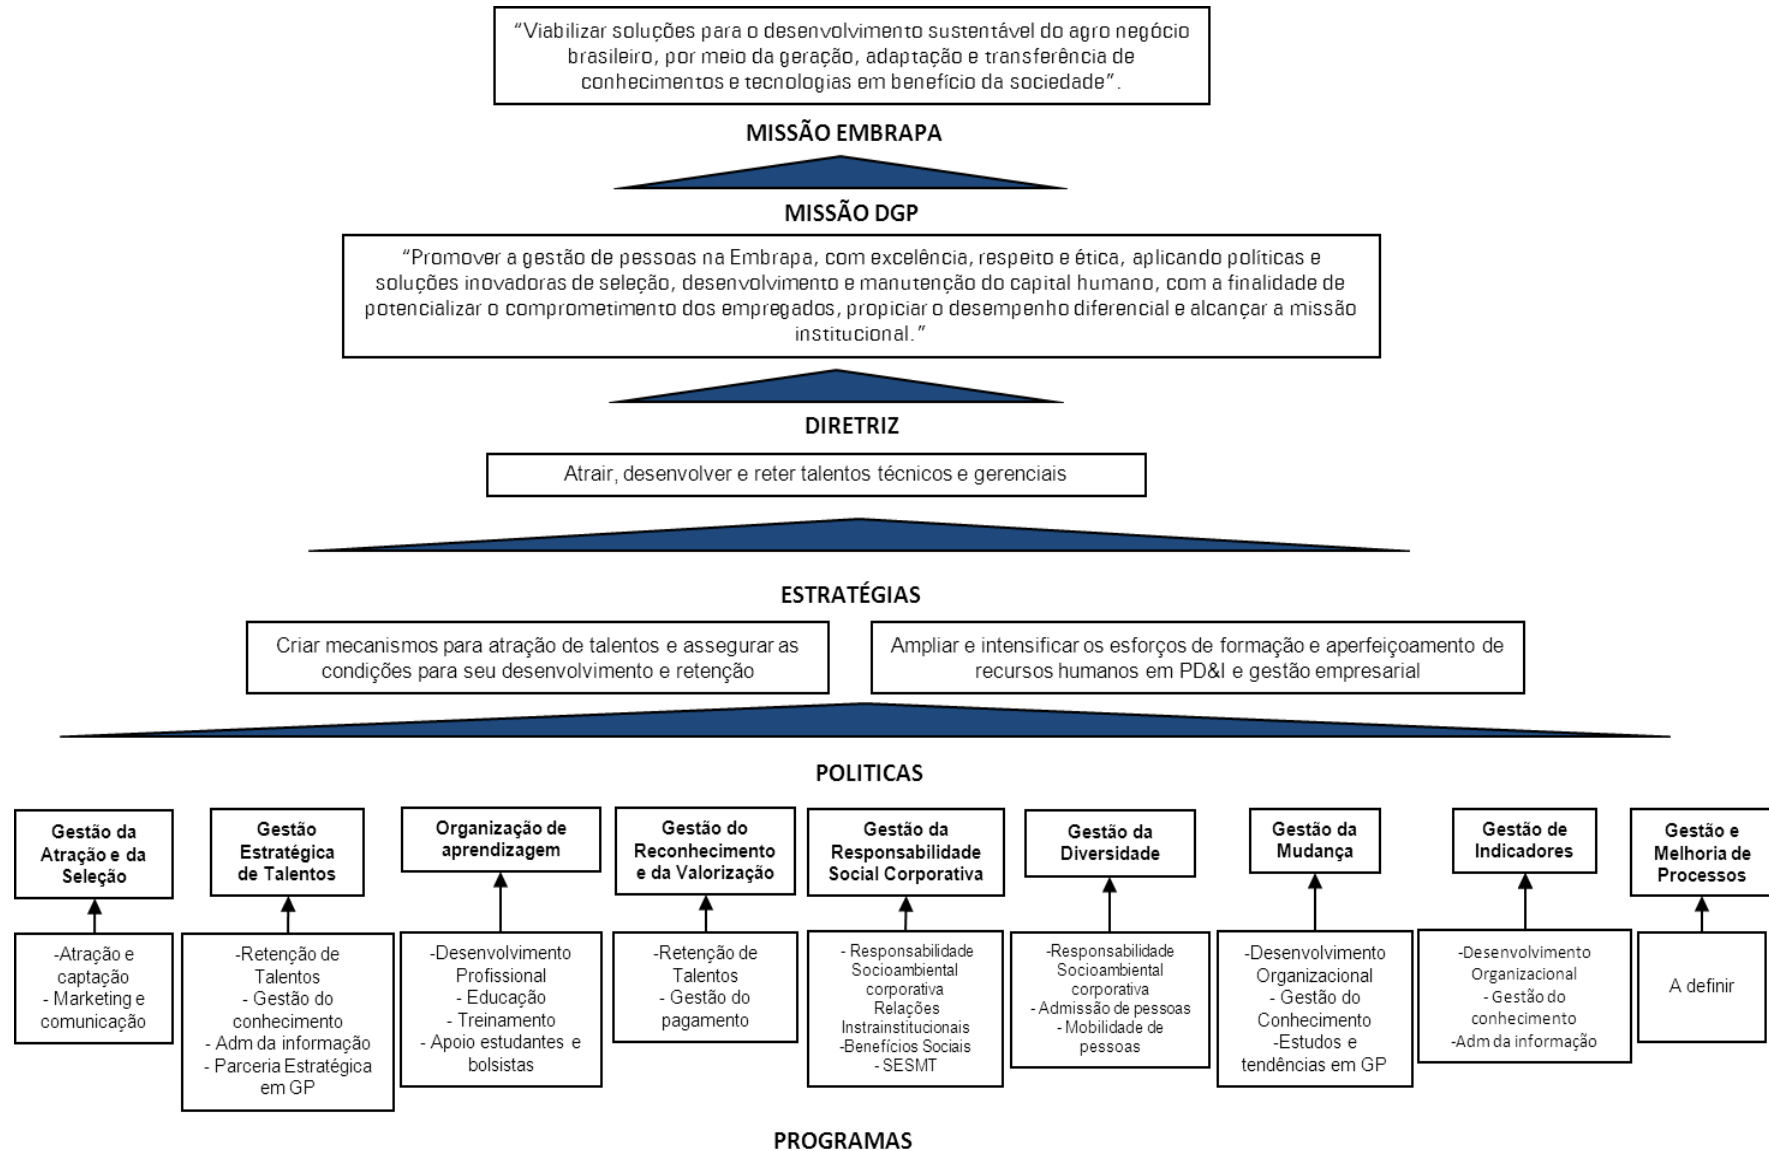 “Viabilizar soluções para o desenvolvimento sustentável do agro negócio
brasileiro, por meio da geração, adaptação e transferência de
conhecimentos e tecnologias em benefício da sociedade”.
MISSÃO EMBRAPA
MISSÃO DGP
“Promover a gestão de pessoas na Embrapa, com excelência, respeito e ética, aplicando políticas e
soluções inovadoras de seleção, desenvolvimento e manutenção do capital humano, com a finalidade de
potencializar o comprometimento dos empregados, propiciar o desempenho diferencial e alcançar a missão
institucional.”
DIRETRIZ
Atrair, desenvolver e reter talentos técnicos e gerenciais
ESTRATÉGIAS
Criar mecanismos para atração de talentos e assegurar as
condições para seu desenvolvimento e retenção
Ampliar e intensificar os esforços de formação e aperfeiçoamento de
recursos humanos em PD&I e gestão empresarial
POLITICAS
Gestão da
Atração e da
Seleção
Gestão
Estratégica
de Talentos
Organização de
aprendizagem
Gestão do
Reconhecimento
e da Valorização
Gestão da
Responsabilidade
Social Corporativa
Gestão da
Diversidade
Gestão da
Mudança
Gestão de
Indicadores
Gestão e
Melhoria de
Processos
-Atração e
captação
- Marketing e
comunicação
-Retenção de
Talentos
- Gestão do
conhecimento
- Adm da informação
- Parceria Estratégica
em GP
-Desenvolvimento
Profissional
- Educação
- Treinamento
- Apoio estudantes e
bolsistas
-Retenção de
Talentos
- Gestão do
pagamento
- Responsabilidade
Socioambiental
corporativa
Relações
Instrainstitucionais
-Benefícios Sociais
- SESMT
-Responsabilidade
Socioambiental
corporativa
- Admissão de pessoas
- Mobilidade de
pessoas
-Desenvolvimento
Organizacional
- Gestão do
Conhecimento
-Estudos e
tendências em GP
-Desenvolvimento
Organizacional
- Gestão do
conhecimento
-Adm da informação
A definir
PROGRAMAS